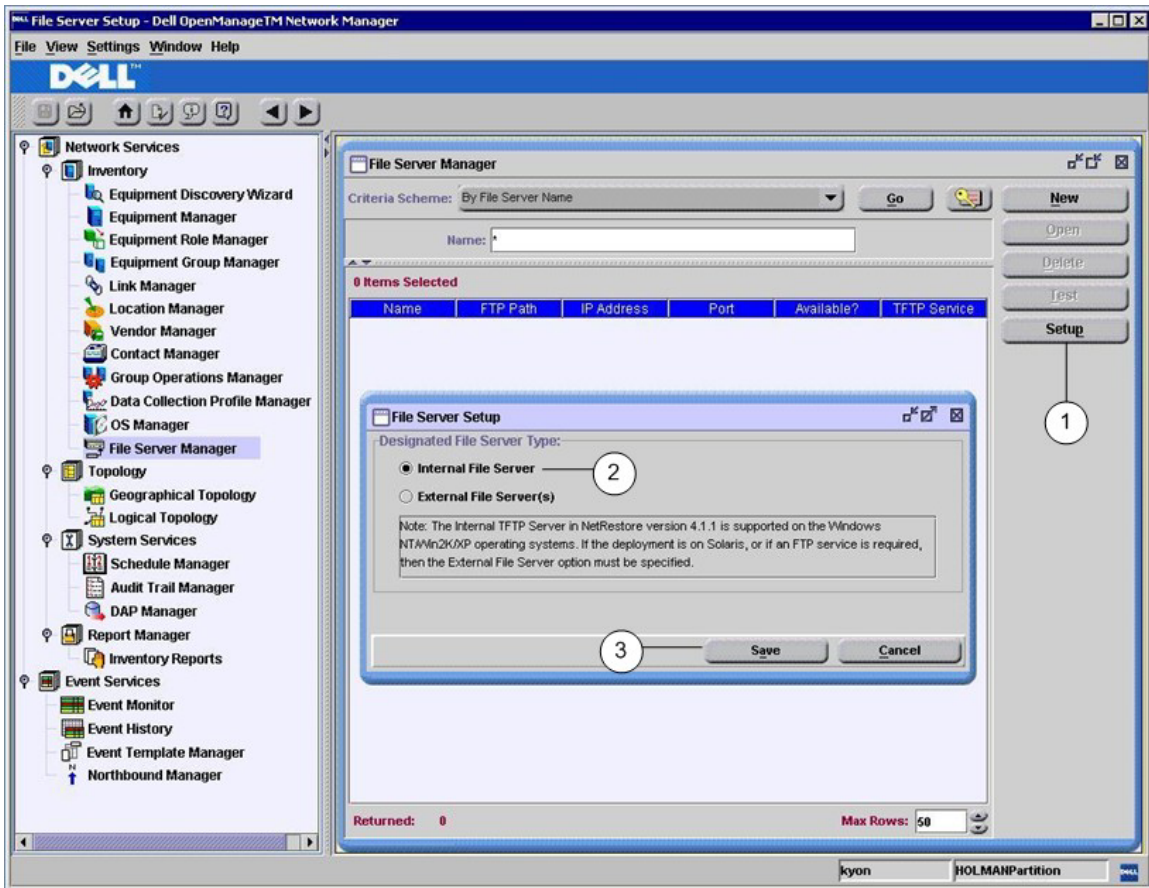 File Server Setup - Dell OpenManageTM Network Manager
File View Settings Window Help
DELL™
Network Services
Inventory
Equipment Discovery Wizard
Equipment Manager
Equipment Role Manager
Equipment Group Manager
Link Manager
Location Manager
Vendor Manager
Contact Manager
Group Operations Manager
Data Collection Profile Manager
OS Manager
File Server Manager
Topology
Geographical Topology
Logical Topology
System Services
Schedule Manager
Audit Trail Manager
DAP Manager
Report Manager
Inventory Reports
Event Services
Event Monitor
Event History
Event Template Manager
Northbound Manager
File Server Manager
Criteria Scheme: By File Server Name Go
Name: *
0 Items Selected
Name FTP Path IP Address Port Available? TFTP Service
New
Open
Delete
Test
Setup
1
File Server Setup
Designated File Server Type:
Internal File Server 2
External File Server(s)
Note: The Internal TFTP Server in NetRestore version 4.1.1 is supported on the Windows
NT/Win2K/XP operating systems. If the deployment is on Solaris, or if an FTP service is required,
then the External File Server option must be specified.
3 Save Cancel
Returned: 0 Max Rows: 50
kyon HOLMANPartition